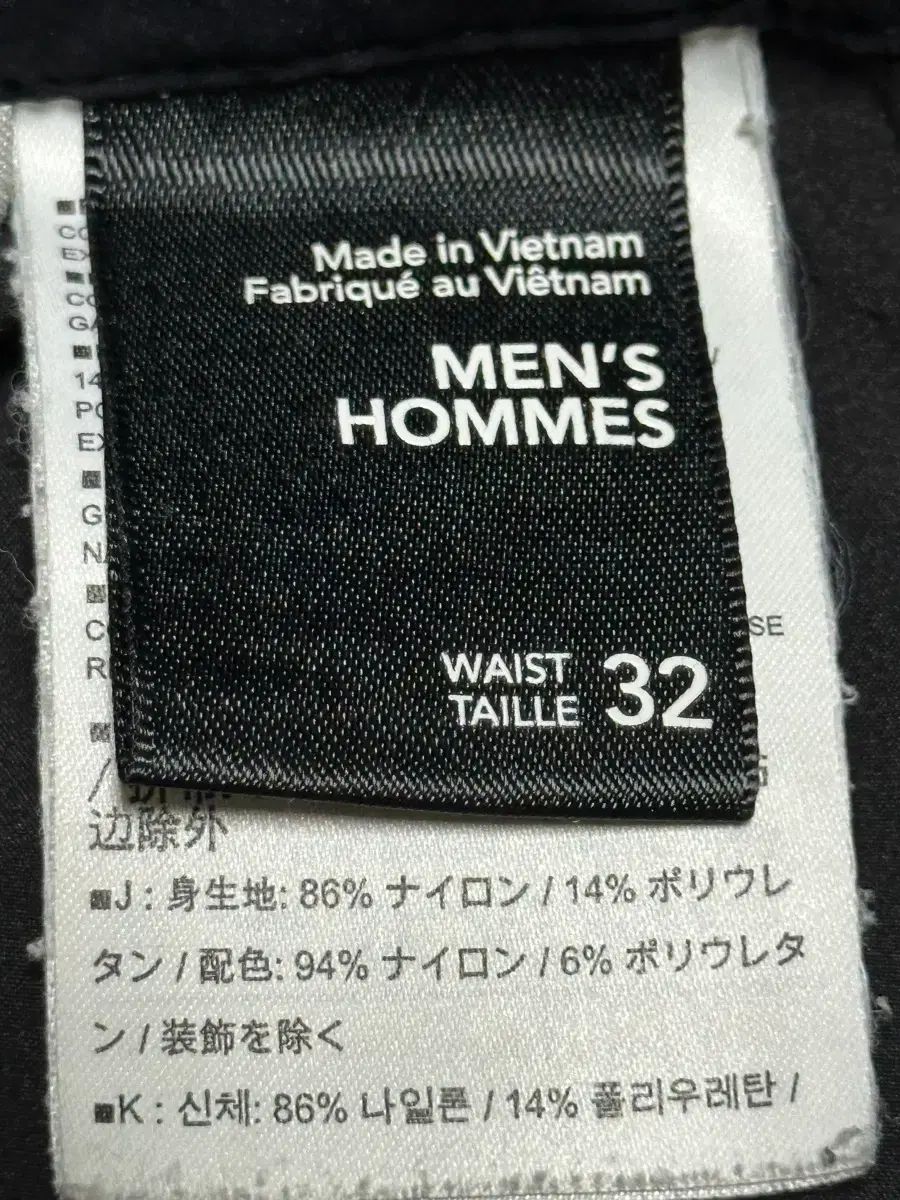 Made in Vietnam
Fabriqué au Viêtnam
MEN'S
HOMMES
WAIST 32
TAILLE
14
SE
边除外
■J : 身生地: 86% ナイロン / 14% ポリウレ
タン / 配色: 94% ナイロン / 6% ポリウレタ
ン / 装飾を除く
■K : 신체: 86% 나일론 / 14% 폴리우레탄 /